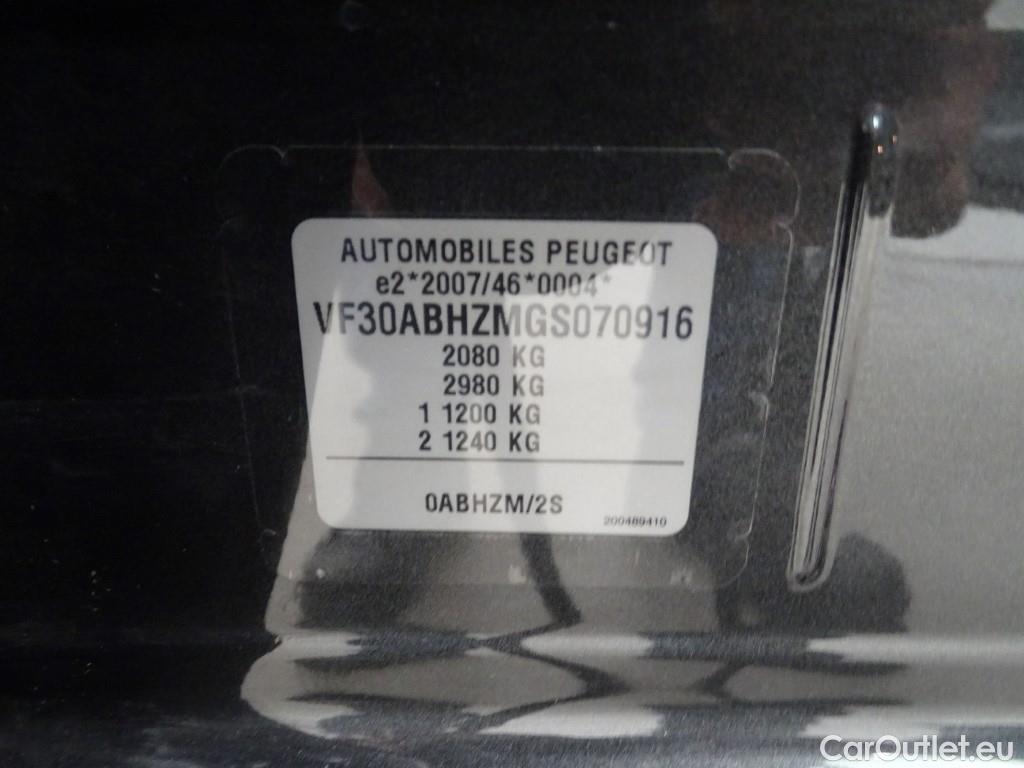 AUTOMOBILES PEUGEOT
e2*2007/46*0004*
VF30ABHZMGS070916
2080 KG
2980 KG
1 1200 KG
2 1240 KG
0ABHZM/2S
200489410
CarOutlet.eu